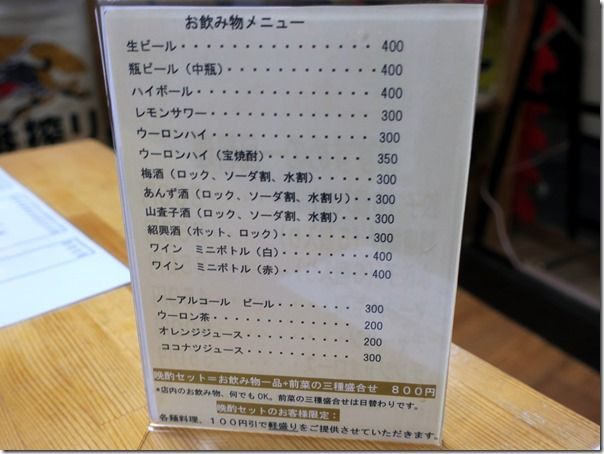 お飲み物メニュー
生ビール・・・・・・・・・・・・・・・・ 400
瓶ビール（中瓶）・・・・・・・・・・・・ 400
ハイボール・・・・・・・・・・・・・・・ 400
レモンサワー・・・・・・・・・・・・・・ 300
ウーロンハイ・・・・・・・・・・・・・・ 300
ウーロンハイ（宝焼酎）・・・・・・・・・ 350
梅酒（ロック、ソーダ割、水割）・・・・・300
あんず酒（ロック、ソーダ割、水割り）・・・300
山査子酒（ロック、ソーダ割、水割）・・・・300
紹興酒（ホット、ロック）・・・・・・・・・300
ワイン　ミニボトル（白）・・・・・・・・・400
ワイン　ミニボトル（赤）・・・・・・・・・400
ノーアルコール　ビール・・・・・・・・ 300
ウーロン茶・・・・・・・・・・・・・・ 200
オレンジジュース・・・・・・・・・・・ 200
ココナツジュース・・・・・・・・・・・ 300
晩酌セット＝お飲み物一品+前菜の三種盛合せ　８００円
*店内のお飲み物、何でもOK。前菜の三種盛合せは日替わりです。
晩酌セットのお客様限定：
各種料理、１００円引で軽盛りをご提供させていただきます。
搾り